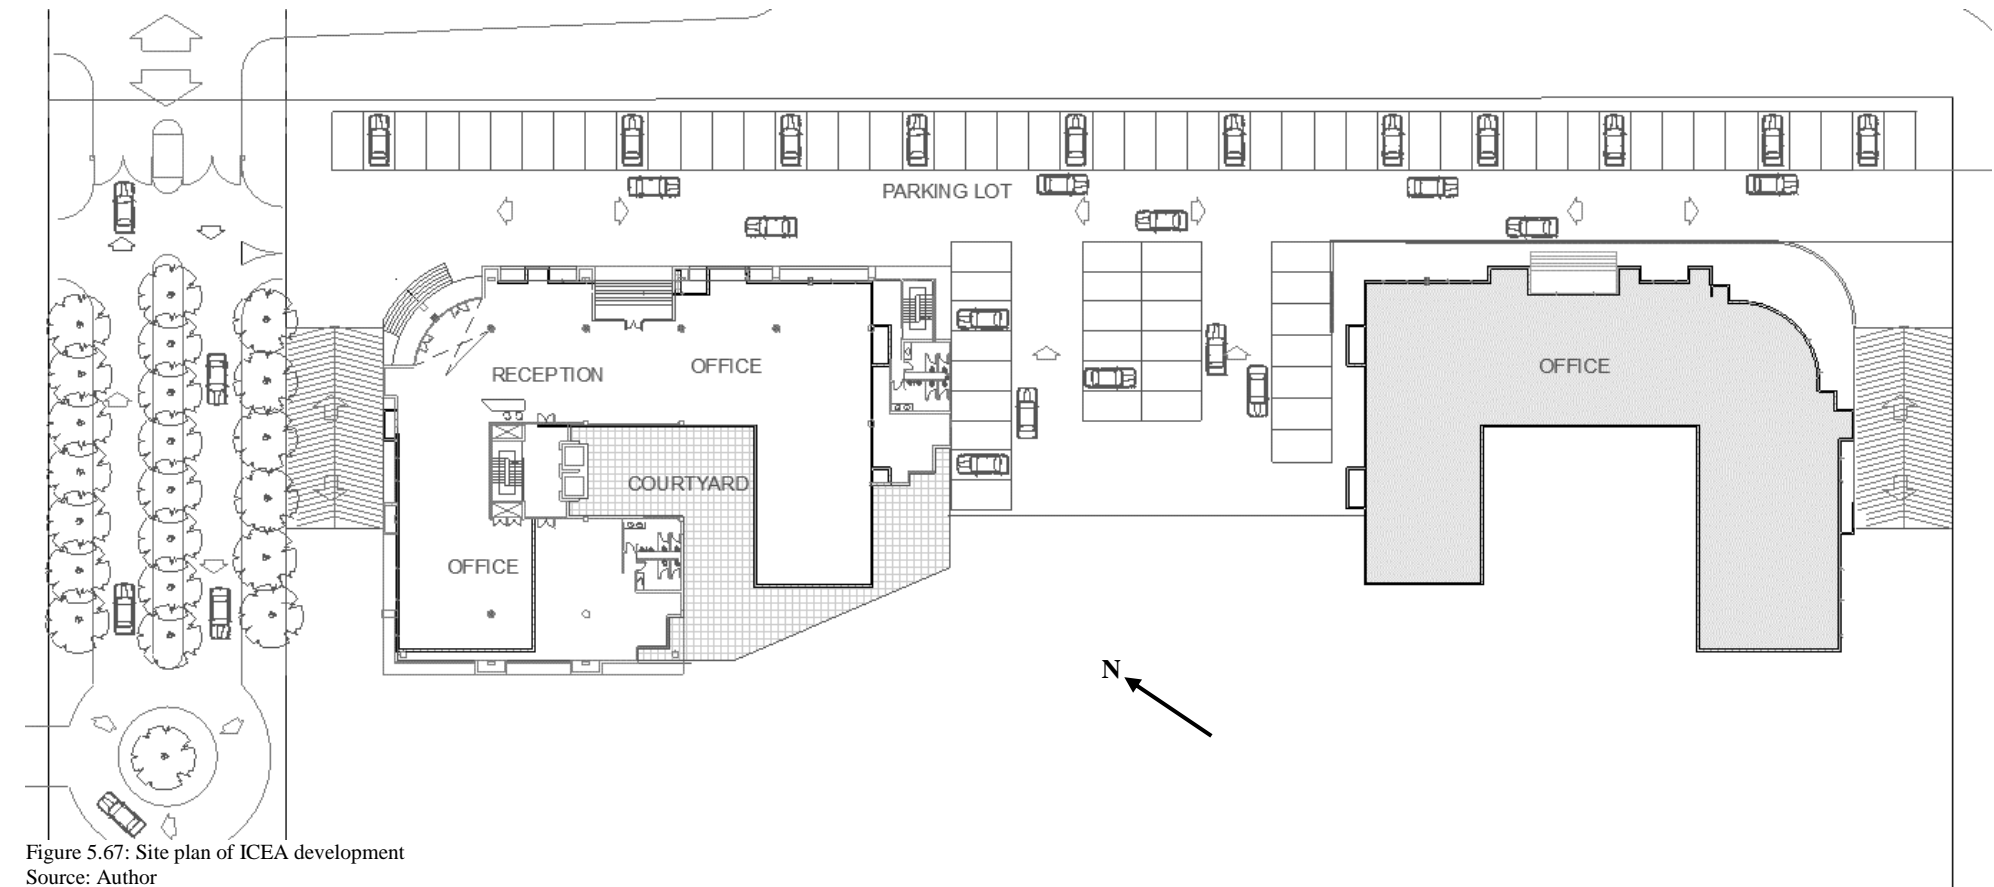 PARKING LOT
OFFICE
RECEPTION
OFFICE
COURTYARD
OFFICE
N
Figure 5.67: Site plan of ICEA development
Source: Author